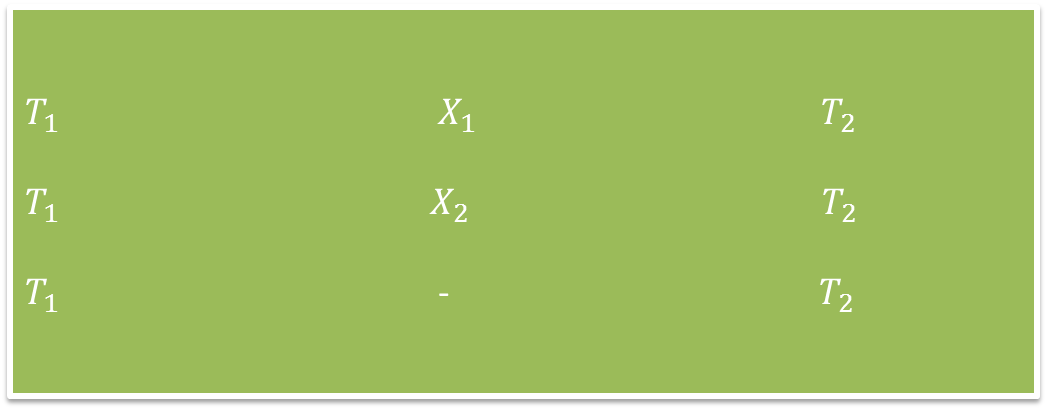 T₁ X₁ T₂
T₁ X₂ T₂
T₁ - T₂